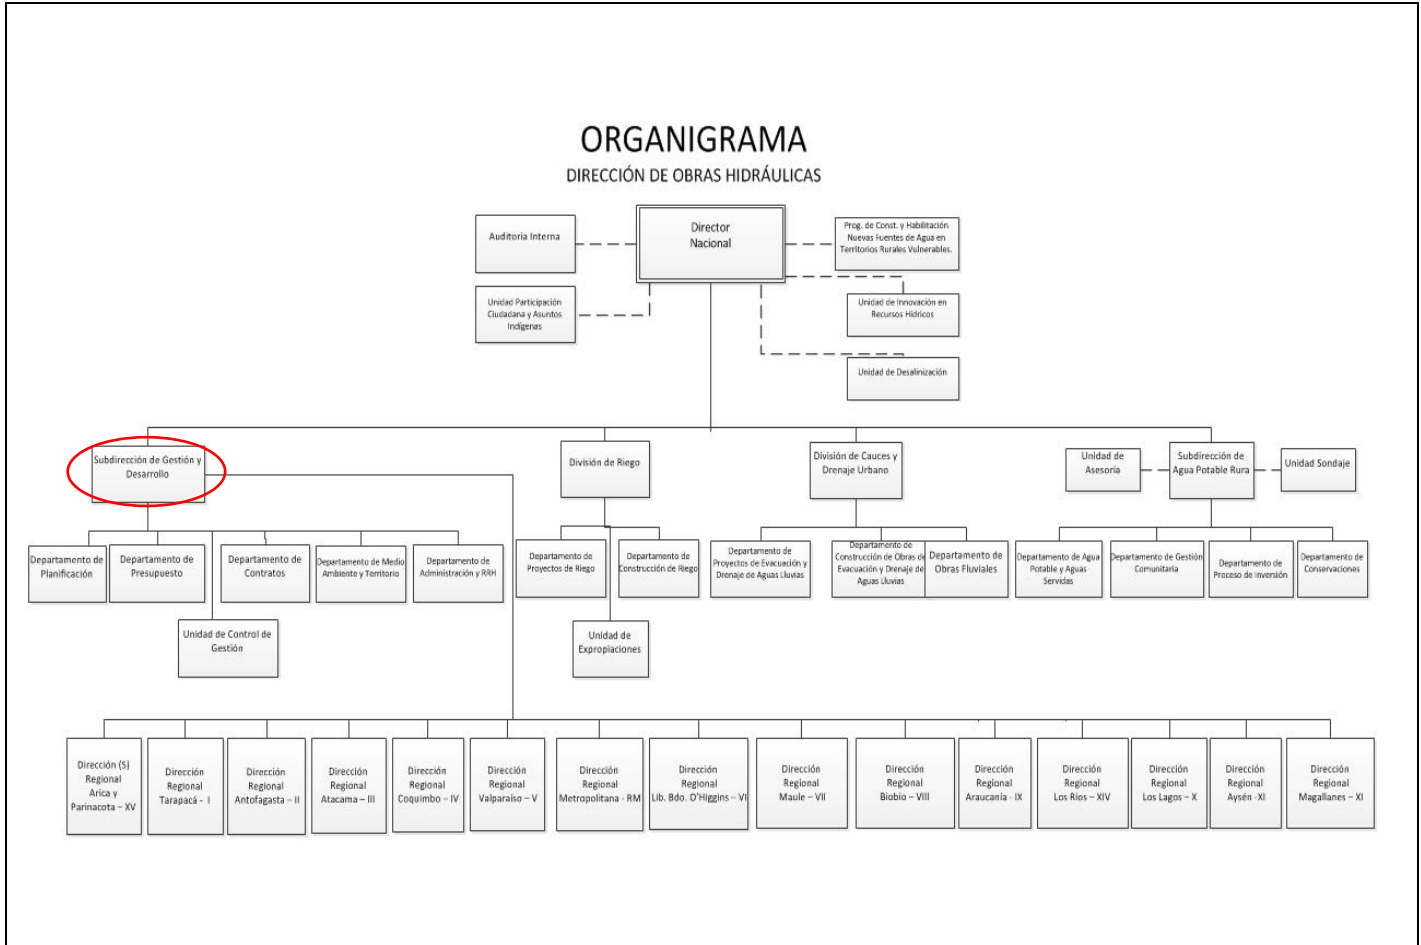 ORGANIGRAMA
DIRECCIÓN DE OBRAS HIDRÁULICAS
Director
Nacional
Auditoria Interna
Prog. de Const. y Habilitación
Nuevas Fuentes de Agua en
Territorios Rurales Vulnerables.
Unidad Participación
Ciudadana y Asuntos
Indígenas
Unidad de Innovación en
Recursos Hídricos
Unidad de Desalinización
Subdirección de Gestión y
Desarrollo
División de Riego
División de Cauces y
Drenaje Urbano
Unidad de
Asesoría
Subdirección de
Agua Potable Rura
Unidad Sondaje
Departamento de
Planificación
Departamento de
Presupuesto
Departamento de
Contratos
Departamento de Medio
Ambiente y Territorio
Departamento de
Administración y RRH
Departamento de
Proyectos de Riego
Departamento de
Construcción de Riego
Departamento de
Proyectos de Evacuación y
Drenaje de Aguas Lluvias
Departamento de
Construcción de Obras de
Evacuación y Drenaje de
Aguas Lluvias
Departamento de
Obras Fluviales
Departamento de Agua
Potable y Aguas
Servidas
Departamento de Gestión
Comunitaria
Departamento de
Proceso de Inversión
Departamento de
Conservaciones
Unidad de Control de
Gestión
Unidad de
Expropiaciones
Dirección (S)
Regional
Arica y
Parinacota – XV
Dirección
Regional
Tarapacá - I
Dirección
Regional
Antofagasta – II
Dirección
Regional
Atacama – III
Dirección
Regional
Coquimbo – IV
Dirección
Regional
Valparaíso – V
Dirección
Regional
Metropolitana - RM
Dirección
Regional
Lib. Bdo. O'Higgins – VI
Dirección
Regional
Maule – VII
Dirección
Regional
Biobio – VIII
Dirección
Regional
Araucanía - IX
Dirección
Regional
Los Ríos – XIV
Dirección
Regional
Los Lagos – X
Dirección
Regional
Aysén -XI
Dirección
Regional
Magallanes – XI